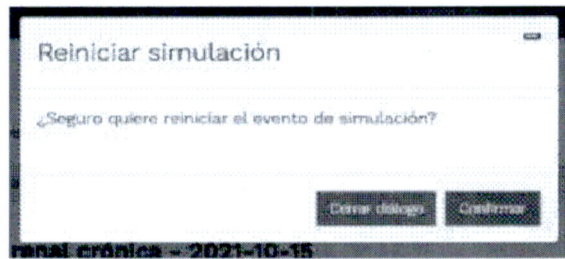 Reiniciar simulación
¿Seguro quiere reiniciar el evento de simulación?
Cerrar diálogo Confirmar
renal crónica - 2021-10-15